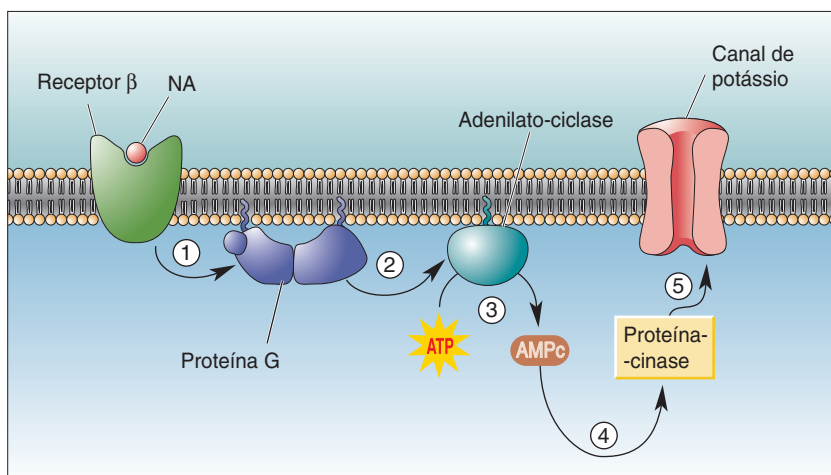 Canal de
potássio
Receptor β
NA
Adenilato-ciclase
1
2
3
5
Proteína G
ATP
AMPc
Proteína-
-cinase
4